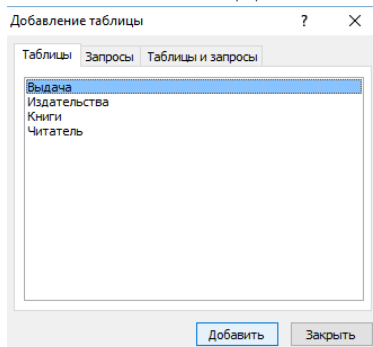 Добавление таблицы ? ×
Таблицы Запросы Таблицы и запросы
Выдача
Издательства
Книги
Читатель
Добавить Закрыть